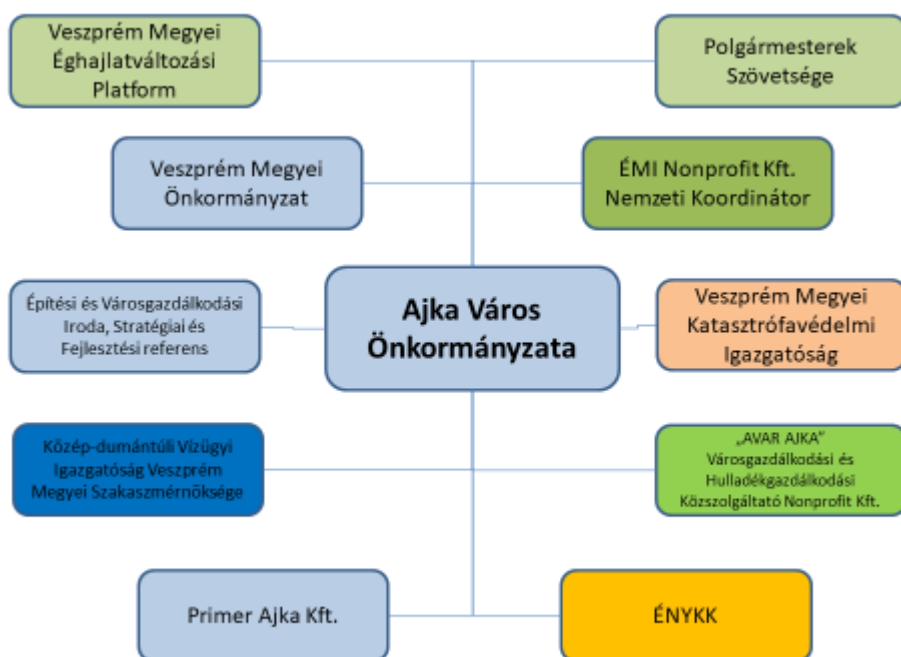 Veszprém Megyei
Éghajlatváltozási
Platform
Polgármesterek
Szövetsége
Veszprém Megyei
Önkormányzat
ÉMI Nonprofit Kft.
Nemzeti Koordinátor
Ajka Város
Önkormányzata
Építési és Városgazdálkodási
Iroda, Stratégiai és
Fejlesztési referens
Veszprém Megyei
Katasztrófavédelmi
Igazgatóság
Közép-dumántúli Vízügyi
Igazgatóság Veszprém
Megyei Szakaszmérnöksége
„AVAR AJKA”
Városgazdálkodási és
Hulladékgazdálkodási
Közszolgáltató Nonprofit Kft.
Primer Ajka Kft.
ÉNYKK